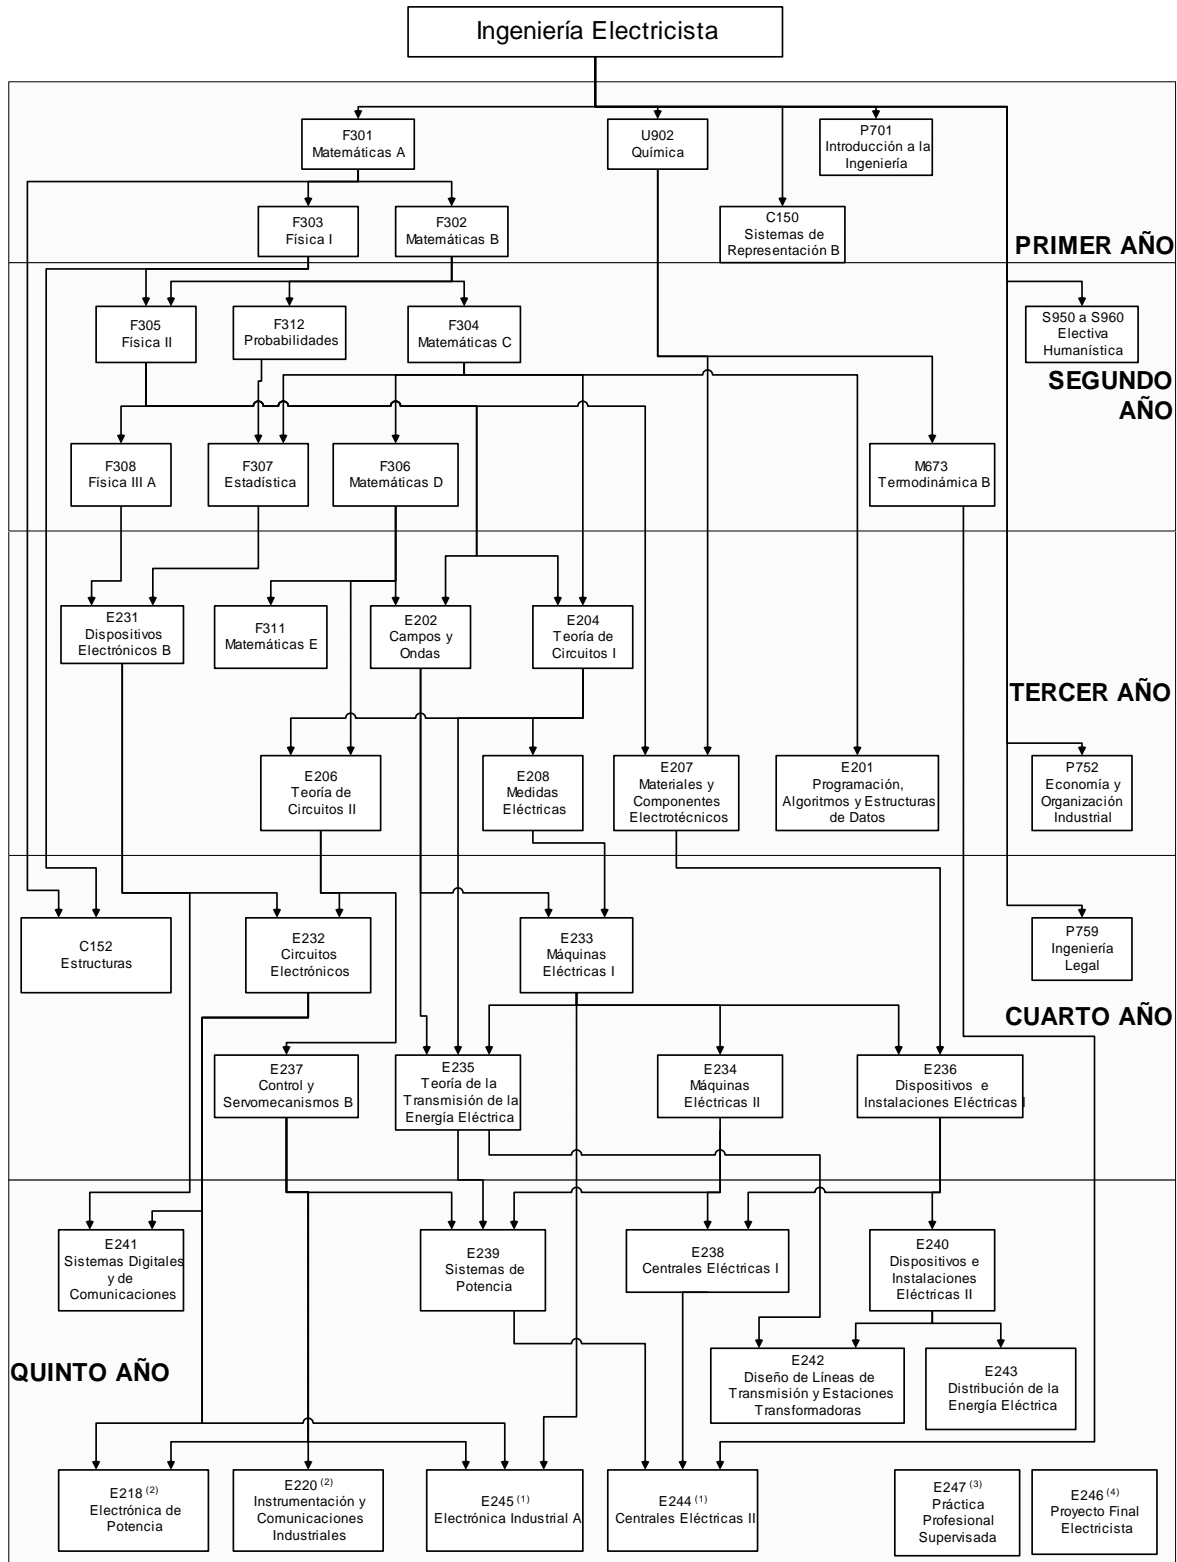 Ingeniería Electricista
F301
Matemáticas A
U902
Química
P701
Introducción a la
Ingeniería
F303
Física I
F302
Matemáticas B
C150
Sistemas de
Representación B
PRIMER AÑO
F305
Física II
F312
Probabilidades
F304
Matemáticas C
S950 a S960
Electiva
Humanística
SEGUNDO
AÑO
F308
Física III A
F307
Estadística
F306
Matemáticas D
M673
Termodinámica B
E231
Dispositivos
Electrónicos B
F311
Matemáticas E
E202
Campos y
Ondas
E204
Teoría de
Circuitos I
TERCER AÑO
E206
Teoría de
Circuitos II
E208
Medidas
Eléctricas
E207
Materiales y
Componentes
Electrotécnicos
E201
Programación,
Algoritmos y Estructuras
de Datos
P752
Economía y
Organización
Industrial
C152
Estructuras
E232
Circuitos
Electrónicos
E233
Máquinas
Eléctricas I
P759
Ingeniería
Legal
CUARTO AÑO
E237
Control y
Servomecanismos B
E235
Teoría de la
Transmisión de la
Energía Eléctrica
E234
Máquinas
Eléctricas II
E236
Dispositivos e
Instalaciones Eléctricas I
E241
Sistemas Digitales
y de
Comunicaciones
E239
Sistemas de
Potencia
E238
Centrales Eléctricas I
E240
Dispositivos e
Instalaciones
Eléctricas II
QUINTO AÑO
E242
Diseño de Líneas de
Transmisión y Estaciones
Transformadoras
E243
Distribución de la
Energía Eléctrica
E218 (2)
Electrónica de
Potencia
E220 (2)
Instrumentación y
Comunicaciones
Industriales
E245 (1)
Electrónica Industrial A
E244 (1)
Centrales Eléctricas II
E247 (3)
Práctica
Profesional
Supervisada
E246 (4)
Proyecto Final
Electricista